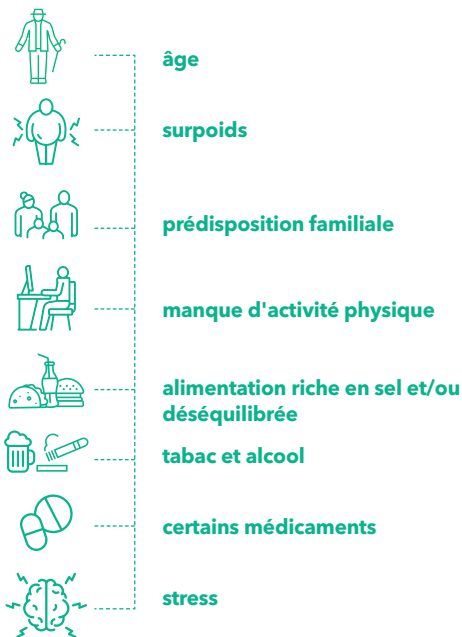 âge
surpoids
prédisposition familiale
manque d'activité physique
alimentation riche en sel et/ou
déséquilibrée
tabac et alcool
certains médicaments
stress